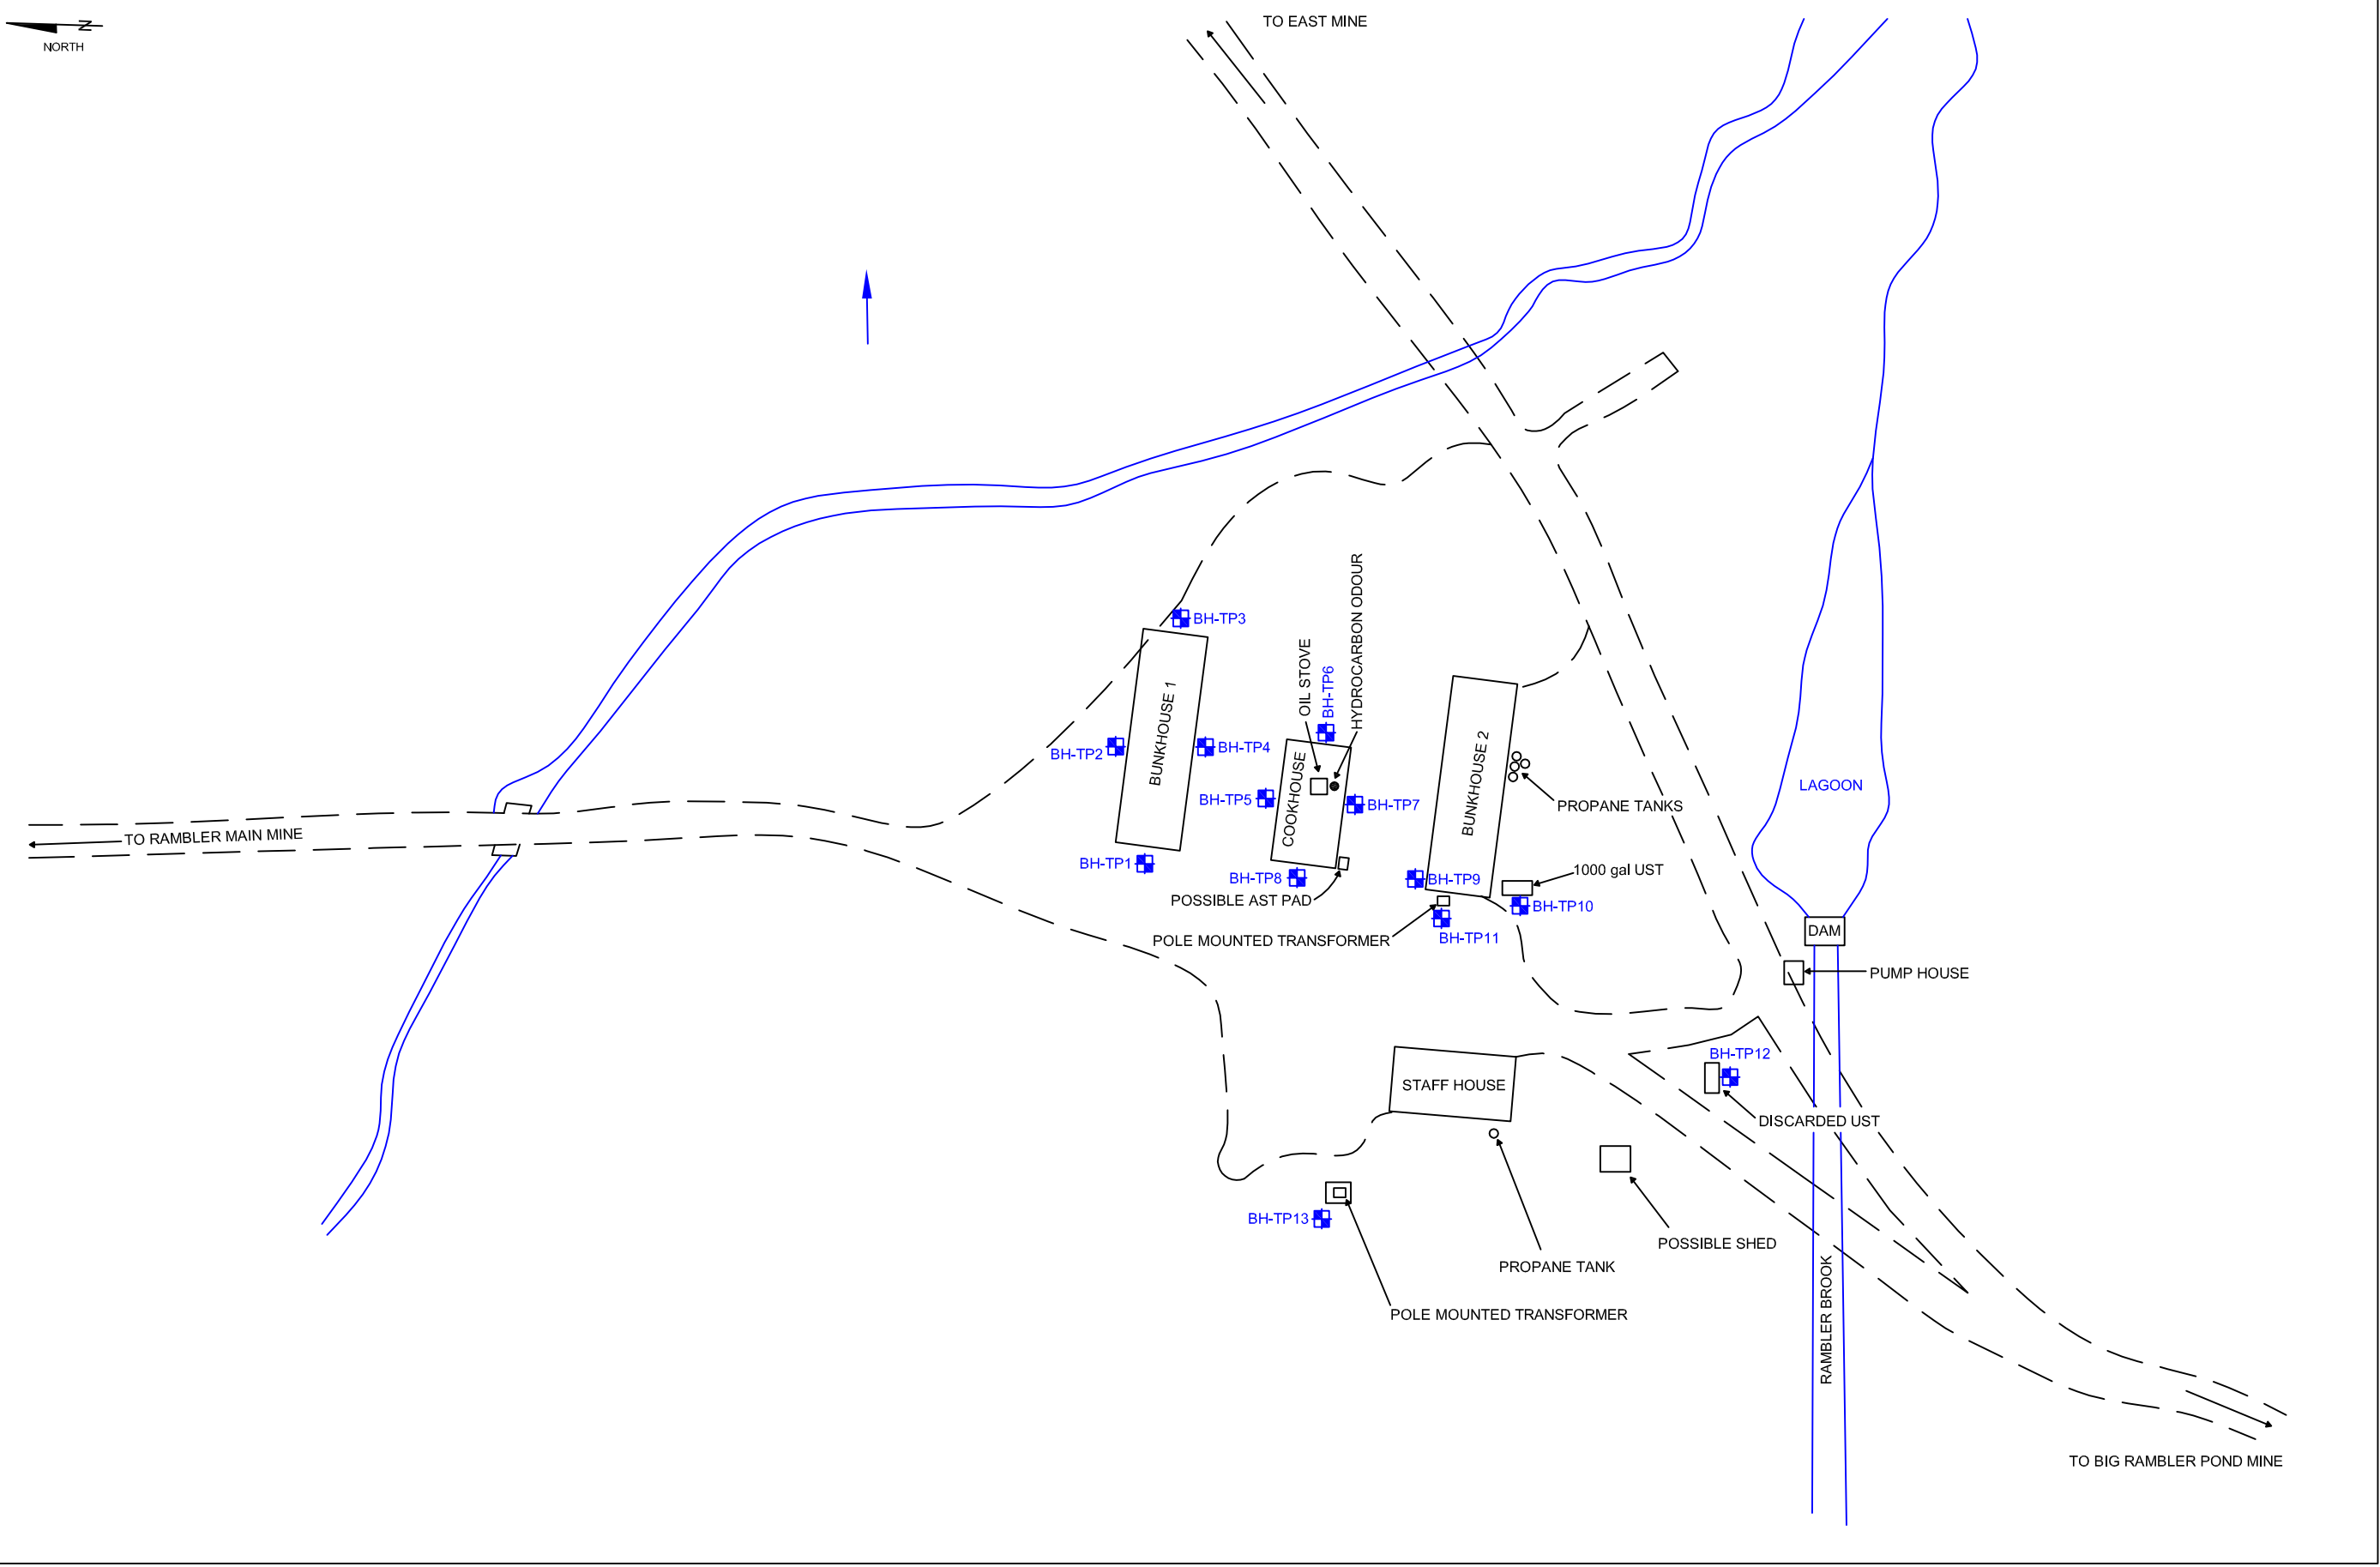 TO EAST MINE
N
NORTH
HYDROCARBON ODOUR
OIL STOVE
BH-TP6
BH-TP3
BUNKHOUSE 1
BH-TP2
BH-TP4
COOKHOUSE
BUNKHOUSE 2
BH-TP5
BH-TP7
PROPANE TANKS
LAGOON
TO RAMBLER MAIN MINE
BH-TP1
BH-TP8
BH-TP9
1000 gal UST
POSSIBLE AST PAD
BH-TP10
POLE MOUNTED TRANSFORMER
BH-TP11
DAM
PUMP HOUSE
BH-TP12
STAFF HOUSE
DISCARDED UST
BH-TP13
POSSIBLE SHED
PROPANE TANK
POLE MOUNTED TRANSFORMER
RAMBLER BROOK
TO BIG RAMBLER POND MINE